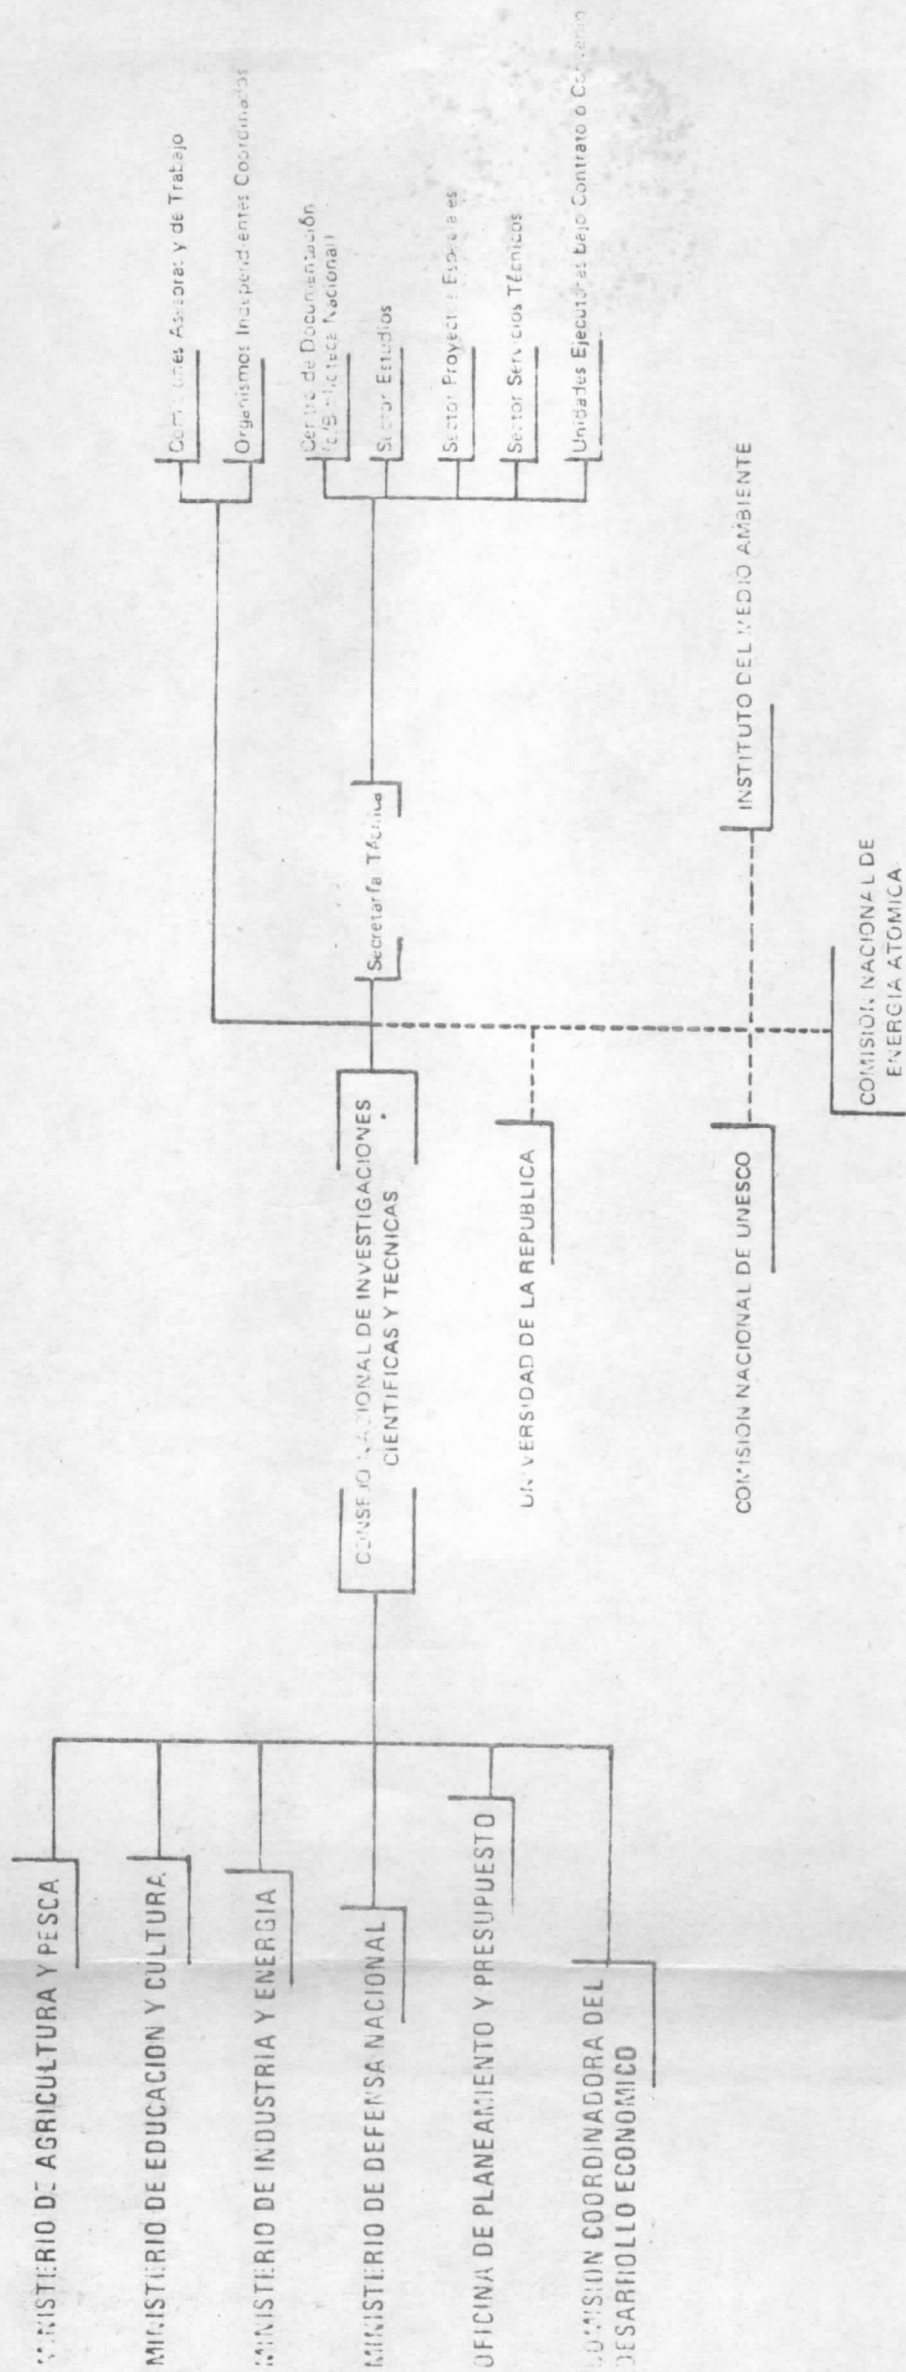 MINISTERIO DE AGRICULTURA Y PESCA
MINISTERIO DE EDUCACION Y CULTURA
MINISTERIO DE INDUSTRIA Y ENERGIA
MINISTERIO DE DEFENSA NACIONAL
OFICINA DE PLANEAMIENTO Y PRESUPUESTO
COMISION COORDINADORA DEL
DESARROLLO ECONOMICO
CONSEJO NACIONAL DE INVESTIGACIONES
CIENTIFICAS Y TECNICAS
UNIVERSIDAD DE LA REPUBLICA
COMISION NACIONAL DE UNESCO
COMISION NACIONAL DE
ENERGIA ATOMICA
INSTITUTO DEL MEDIO AMBIENTE
Secretaría Técnica
Comisiones Asesoras y de Trabajo
Organismos Independientes Coordinados
Centro de Documentación
(c/Biblioteca Nacional)
Sector Estudios
Sector Proyectos Especiales
Sector Servicios Técnicos
Unidades Ejecutoras bajo Contrato o Convenio